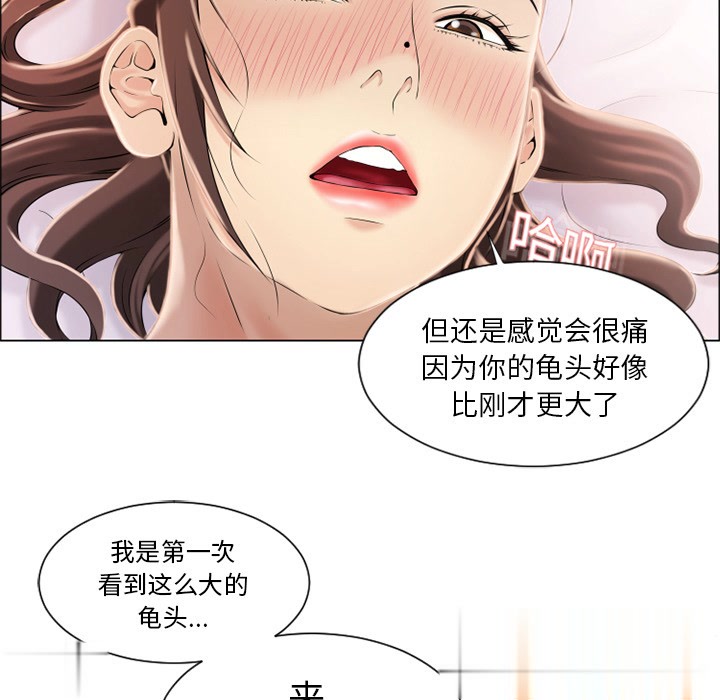 哈啊
但还是感觉会很痛
因为你的龟头好像
比刚才更大了
我是第一次
看到这么大的
龟头...
来